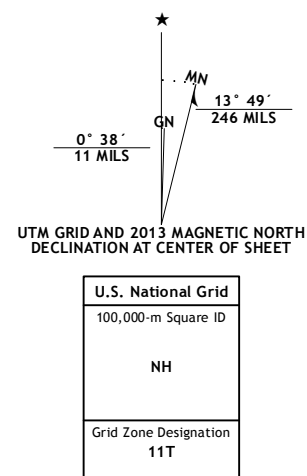 ★
MN
GN
13° 49´
246 MILS
0° 38´
11 MILS
UTM GRID AND 2013 MAGNETIC NORTH
DECLINATION AT CENTER OF SHEET
U.S. National Grid
100,000-m Square ID
NH
Grid Zone Designation
11T